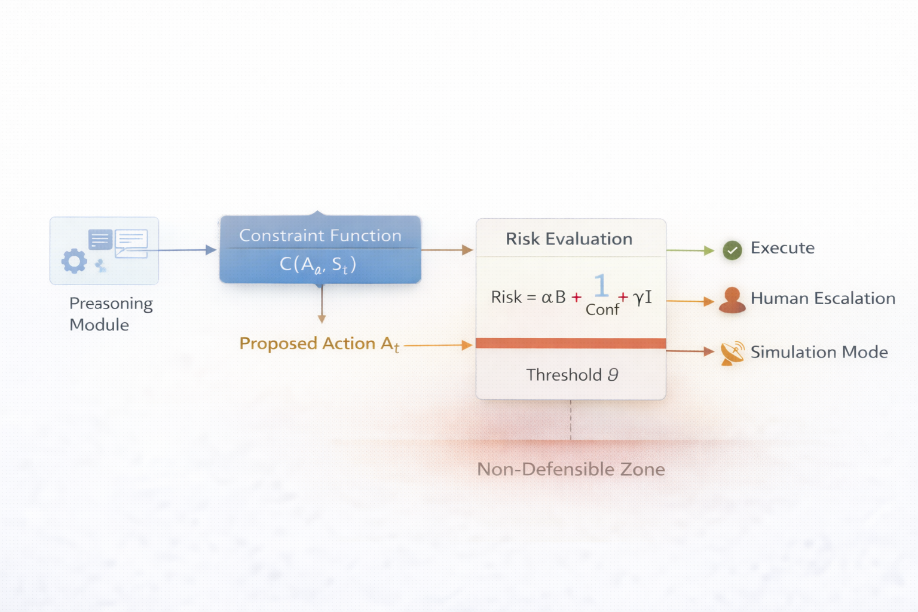 Preasoning
Module
Constraint Function
C(Aₐ, Sₜ)
Proposed Action Aₜ
Risk Evaluation
Risk = αB + 1/Conf + γI
Threshold ϑ
Non-Defensible Zone
Execute
Human Escalation
Simulation Mode